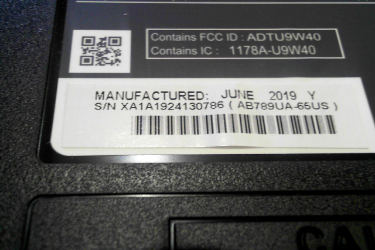 Contains FCC ID : ADTU9W40
Contains IC : 1178A-U9W40
MANUFACTURED: JUNE 2019 Y
S/N XA1A1924130786 ( AB789UA-65US )